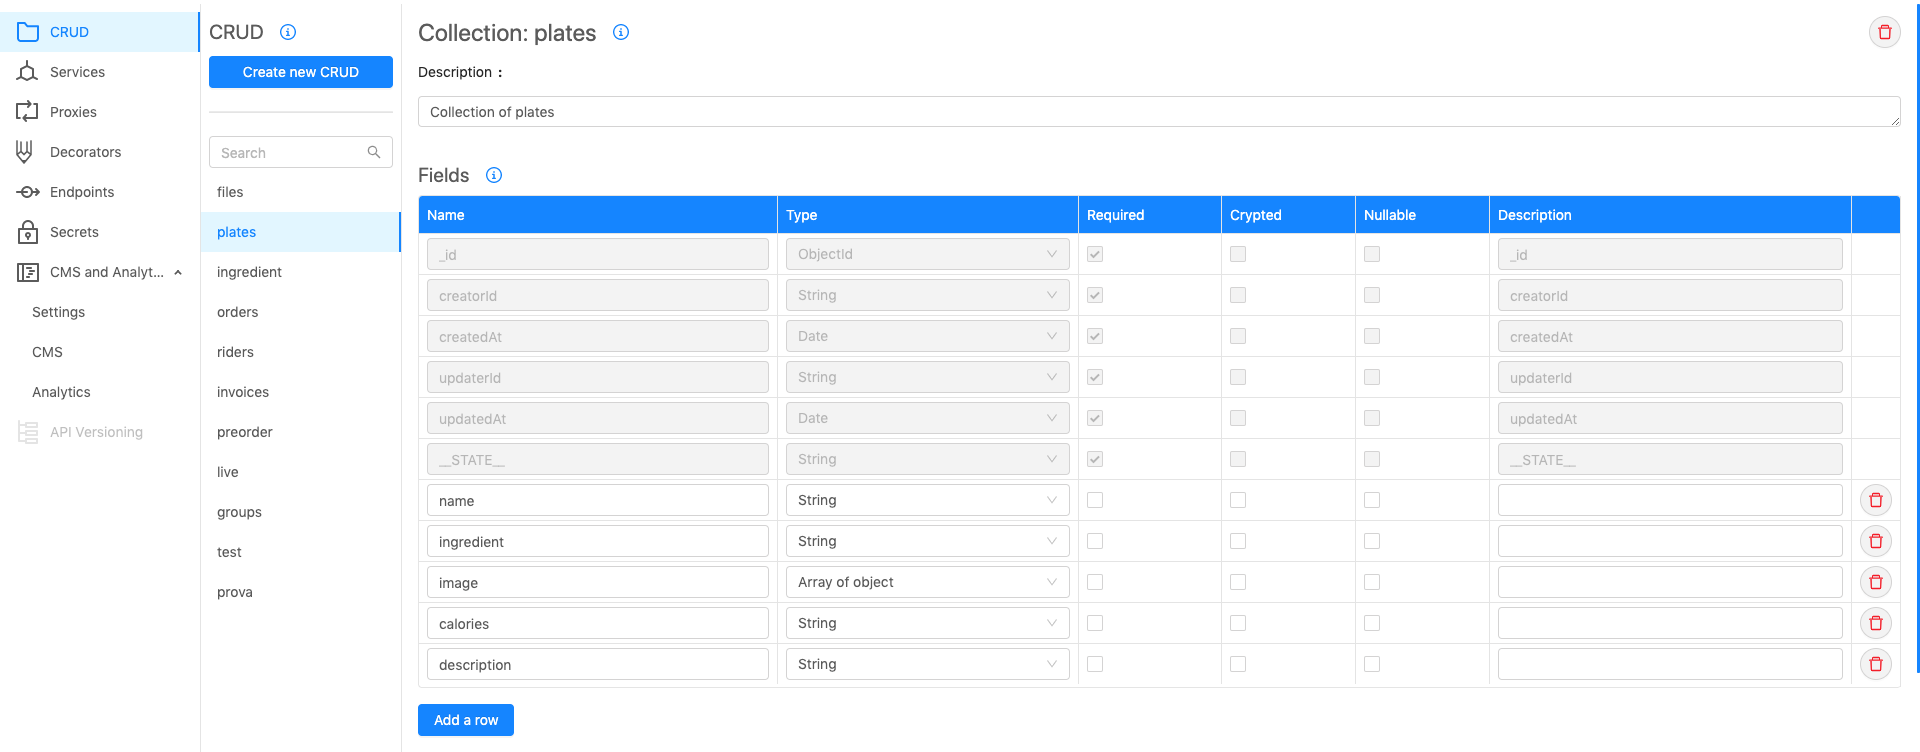 CRUD
Services
Proxies
Decorators
Endpoints
Secrets
CMS and Analyt...
Settings
CMS
Analytics
API Versioning
CRUD
Create new CRUD
Search
files
plates
ingredient
orders
riders
invoices
preorder
live
groups
test
prova
Collection: plates
Description :
Collection of plates
Fields
Name Type Required Crypted Nullable Description
_id ObjectId _id
creatorId String creatorId
createdAt Date createdAt
updaterId String updaterId
updatedAt Date updatedAt
__STATE__ String __STATE__
name String
ingredient String
image Array of object
calories String
description String
Add a row